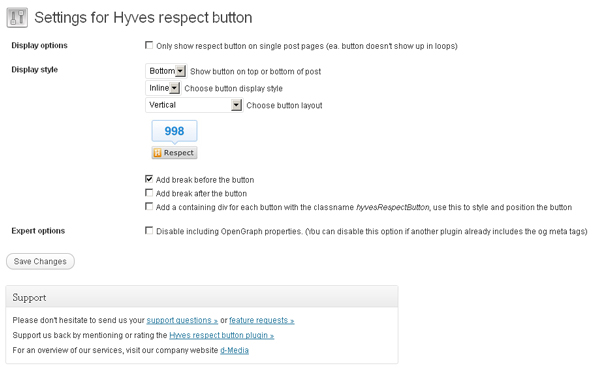 Settings for Hyves respect button
Display options
Only show respect button on single post pages (ea. button doesn't show up in loops)
Display style
Bottom Show button on top or bottom of post
Inline Choose button display style
Vertical Choose button layout
998
Respect
Add break before the button
Add break after the button
Add a containing div for each button with the classname hyvesRespectButton, use this to style and position the button
Expert options
Disable including OpenGraph properties. (You can disable this option if another plugin already includes the og meta tags)
Save Changes
Support
Please don't hesitate to send us your support questions » or feature requests »
Support us back by mentioning or rating the Hyves respect button plugin »
For an overview of our services, visit our company website d-Media